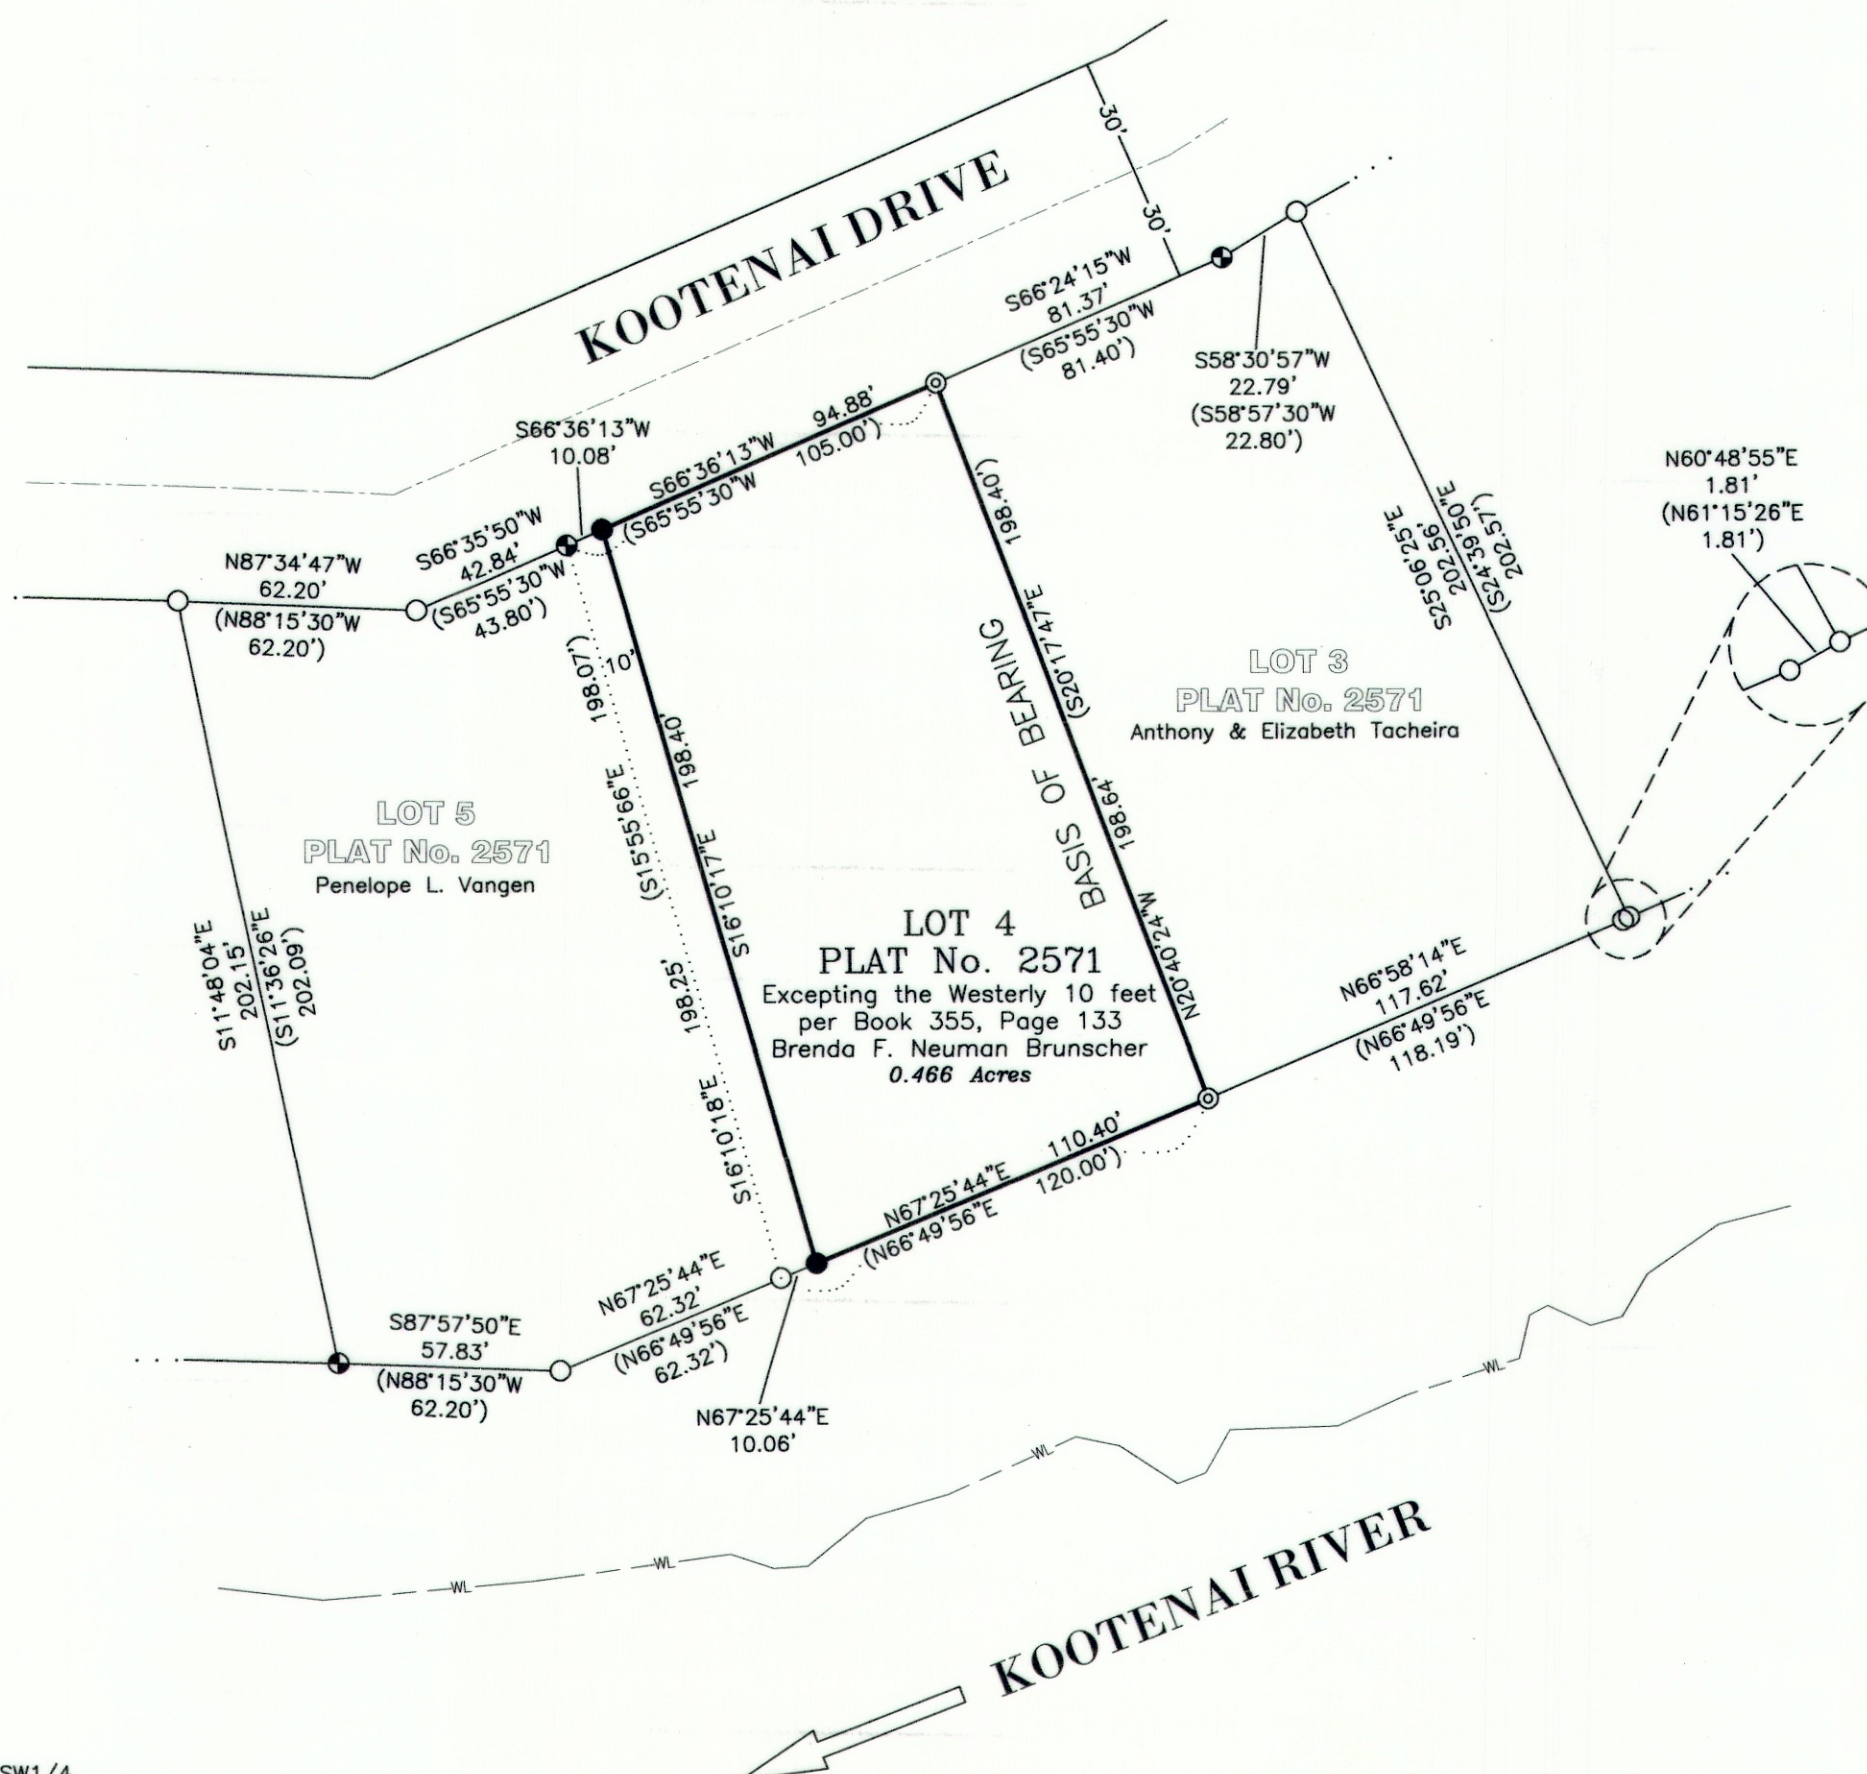 30'
30'
KOOTENAI DRIVE
S66°24'15"W
81.37'
(S65°55'30"W
81.40')
S58°30'57"W
22.79'
(S58°57'30"W
22.80')
S66°36'13"W
10.08'
S66°36'13"W
94.88'
(S65°55'30"W
105.00')
N60°48'55"E
1.81'
(N61°15'26"E
1.81')
N87°34'47"W
62.20'
(N88°15'30"W
62.20')
S66°35'50"W
42.84'
(S65°55'30"W
43.80')
198.40')
(S20°17'47"E
BASIS OF BEARING
198.64'
N20°40'24"W
S25°06'25"E
202.56'
(S24°39'50"E
202.57')
LOT 3
PLAT No. 2571
Anthony & Elizabeth Tacheira
198.07')
(S15°55'66"E
10'
198.40'
S16°10'17"E
198.25'
S16°10'18"E
LOT 5
PLAT No. 2571
Penelope L. Vangen
S11°48'04"E
202.15'
(S11°36'26"E
202.09')
LOT 4
PLAT No. 2571
Excepting the Westerly 10 feet
per Book 355, Page 133
Brenda F. Neuman Brunscher
0.466 Acres
N66°58'14"E
117.62'
(N66°49'56"E
118.19')
N67°25'44"E
110.40'
(N66°49'56"E
120.00')
N67°25'44"E
62.32'
(N66°49'56"E
62.32')
S87°57'50"E
57.83'
(N88°15'30"W
62.20')
N67°25'44"E
10.06'
WL
WL
WL
WL
KOOTENAI RIVER
SW1/4